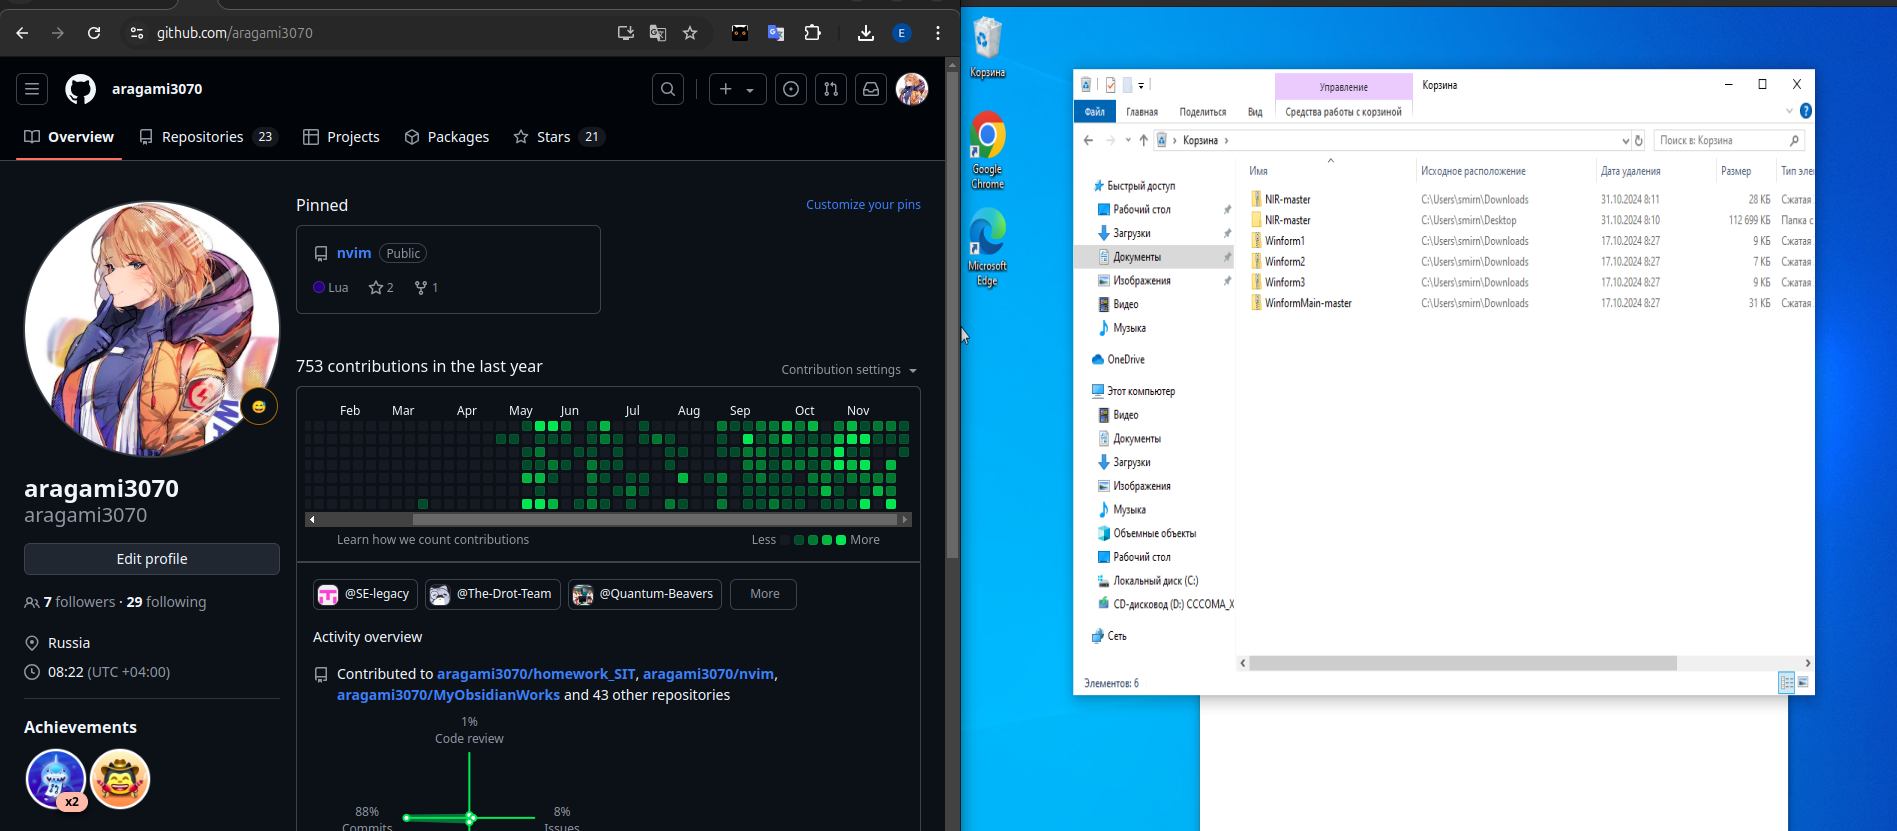 github.com/aragami3070
E
aragami3070
Overview
Repositories 23
Projects
Packages
Stars 21
Pinned
Customize your pins
nvim Public
Lua 2 1
753 contributions in the last year
Contribution settings
Feb Mar Apr May Jun Jul Aug Sep Oct Nov
Learn how we count contributions
Less More
aragami3070
aragami3070
Edit profile
7 followers · 29 following
Russia
08:22 (UTC +04:00)
Achievements
x2
@SE-legacy
@The-Drot-Team
@Quantum-Beavers
More
Activity overview
Contributed to aragami3070/homework_SIT, aragami3070/nvim,
aragami3070/MyObsidianWorks and 43 other repositories
1%
Code review
88%
Commits
8%
Issues
Корзина
Google
Chrome
Microsoft
Edge
Управление
Корзина
Файл Главная Поделиться Вид Средства работы с корзиной
Корзина
Поиск в: Корзина
Быстрый доступ
Рабочий стол
Загрузки
Документы
Изображения
Видео
Музыка
OneDrive
Этот компьютер
Видео
Документы
Загрузки
Изображения
Музыка
Объемные объекты
Рабочий стол
Локальный диск (C:)
CD-дисковод (D:) CCCOMA_X
Сеть
Имя Исходное расположение Дата удаления Размер Тип эле
NIR-master C:\Users\smirn\Downloads 31.10.2024 8:11 28 КБ Сжатая
NIR-master C:\Users\smirn\Desktop 31.10.2024 8:10 112 699 КБ Папка с
Winform1 C:\Users\smirn\Downloads 17.10.2024 8:27 9 КБ Сжатая
Winform2 C:\Users\smirn\Downloads 17.10.2024 8:27 7 КБ Сжатая
Winform3 C:\Users\smirn\Downloads 17.10.2024 8:27 9 КБ Сжатая
WinformMain-master C:\Users\smirn\Downloads 17.10.2024 8:27 31 КБ Сжатая
Элементов: 6